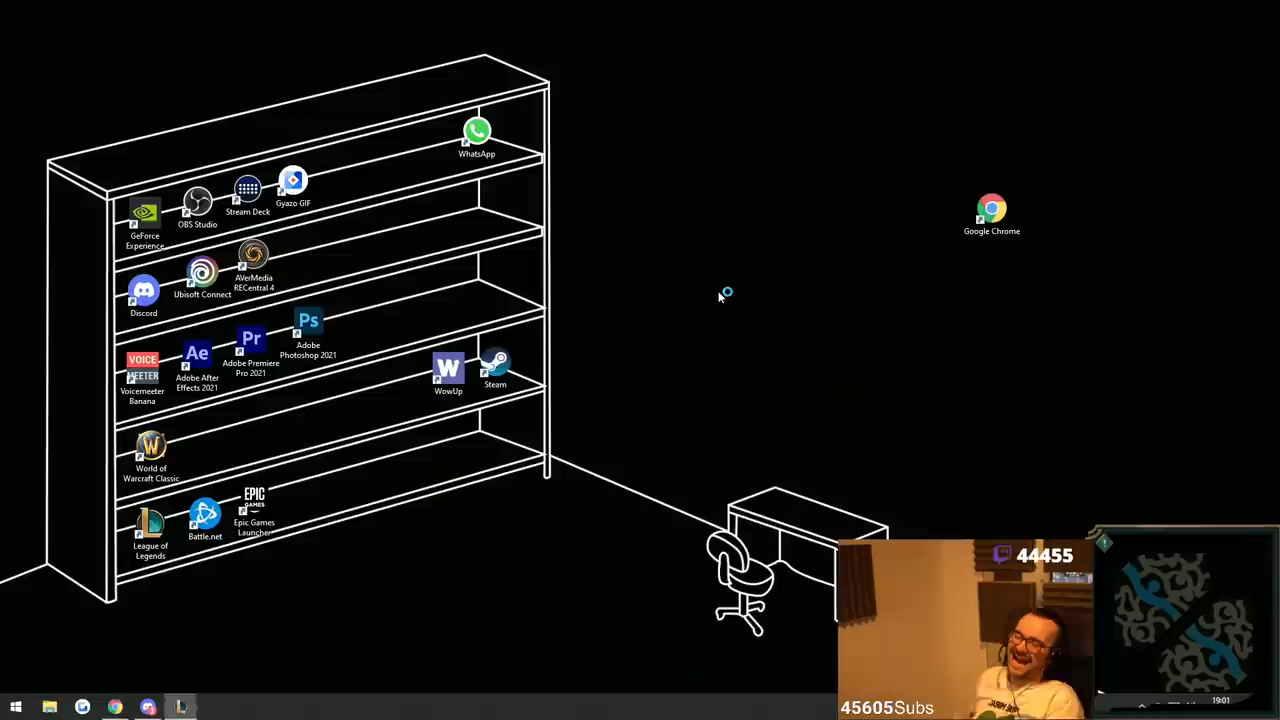 WhatsApp
Gyazo GIF
Stream Deck
OBS Studio
GeForce
Experience
Google Chrome
AVerMedia
RECentral 4
Ubisoft Connect
Discord
Ps
Adobe
Photoshop 2021
Pr
Adobe Premiere
Pro 2021
Ae
Adobe After
Effects 2021
VOICE
MEETER
Voicemeeter
Banana
W
WowUp
Steam
W
World of
Warcraft Classic
EPIC
GAMES
Epic Games
Launcher
Battle.net
League of
Legends
44455
45605Subs
19:01